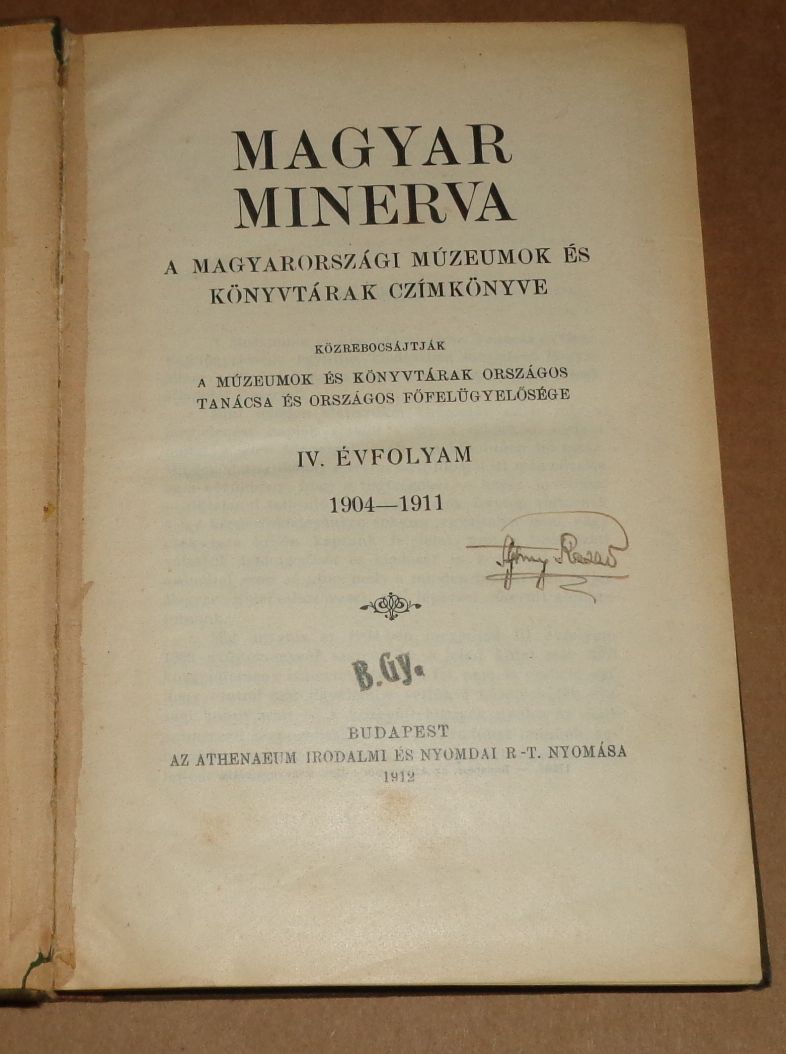 MAGYAR
MINERVA
A MAGYARORSZÁGI MÚZEUMOK ÉS
KÖNYVTÁRAK CZÍMKÖNYVE
KÖZREBOCSÁJTJÁK
A MÚZEUMOK ÉS KÖNYVTÁRAK ORSZÁGOS
TANÁCSA ÉS ORSZÁGOS FŐFELÜGYELŐSÉGE
IV. ÉVFOLYAM
1904—1911
B.Gy.
BUDAPEST
AZ ATHENAEUM IRODALMI ÉS NYOMDAI R.-T. NYOMÁSA
1912